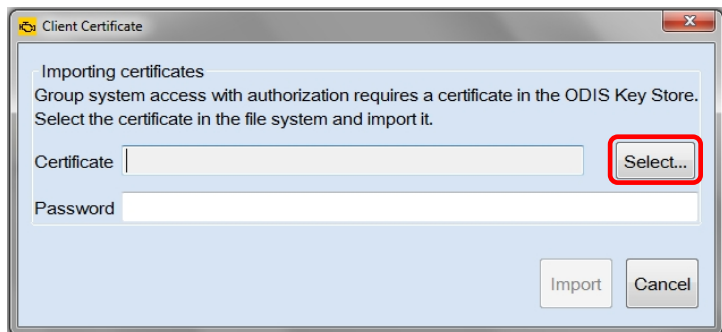 Client Certificate
Importing certificates
Group system access with authorization requires a certificate in the ODIS Key Store.
Select the certificate in the file system and import it.
Certificate Select...
Password
Import Cancel